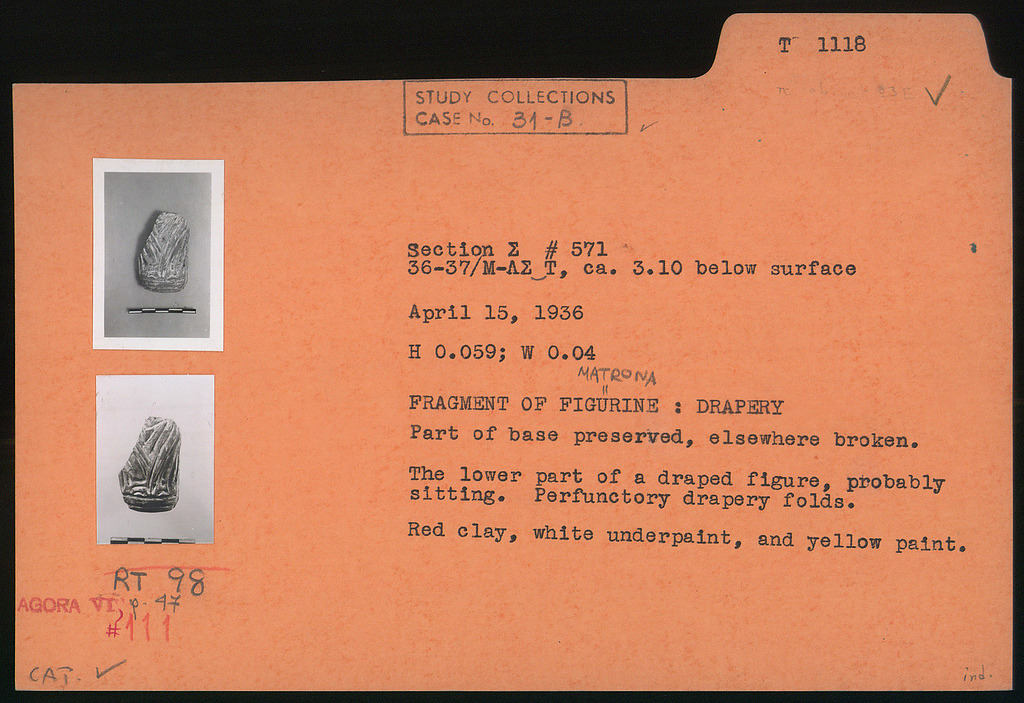 T 1118
STUDY COLLECTIONS
CASE No. 31-B
Section Σ # 571
36-37/Μ-ΛΣ Τ, ca. 3.10 below surface
April 15, 1936
H 0.059; W 0.04
MATRONA
"
FRAGMENT OF FIGURINE : DRAPERY
Part of base preserved, elsewhere broken.
The lower part of a draped figure, probably
sitting. Perfunctory drapery folds.
Red clay, white underpaint, and yellow paint.
RT 98
AGORA VI, p. 47
#111
CAT. ✓
ind.